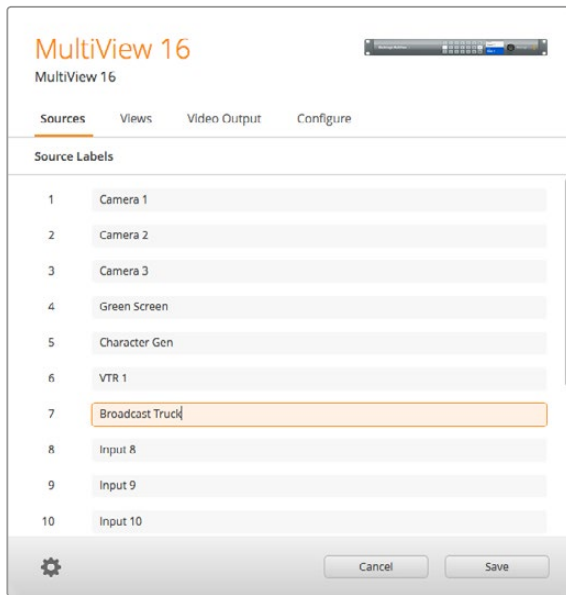 MultiView 16
MultiView 16
Sources Views Video Output Configure
Source Labels
1 Camera 1
2 Camera 2
3 Camera 3
4 Green Screen
5 Character Gen
6 VTR 1
7 Broadcast Truck
8 Input 8
9 Input 9
10 Input 10
Cancel Save